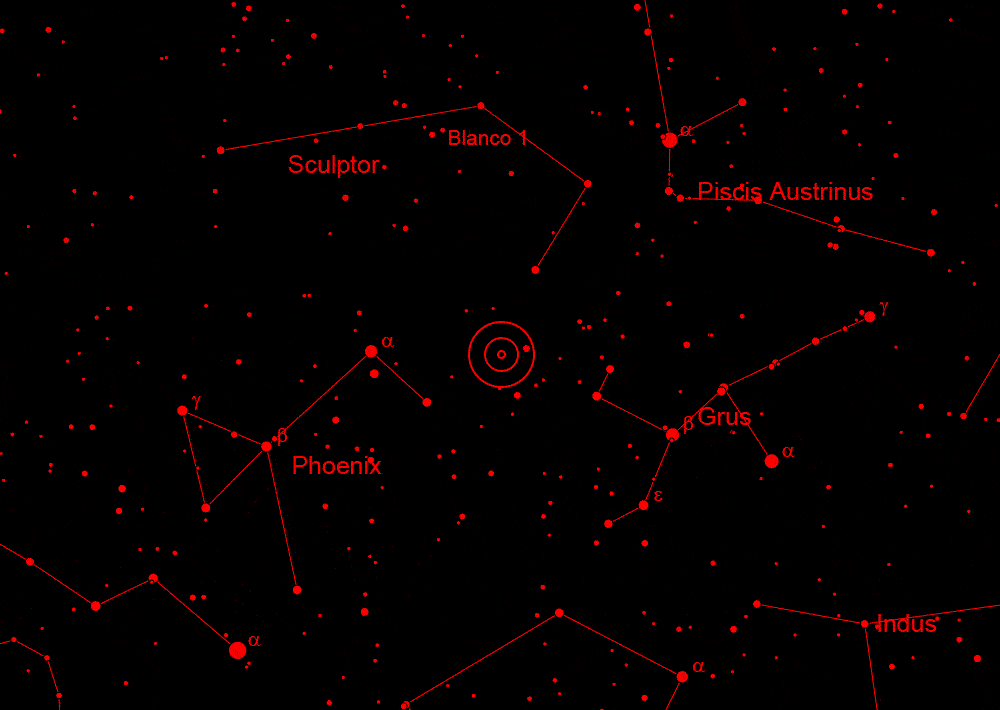 α
Blanco 1
Sculptor
Piscis Austrinus
γ
α
γ
β
Phoenix
β
Grus
α
ε
α
Indus
α